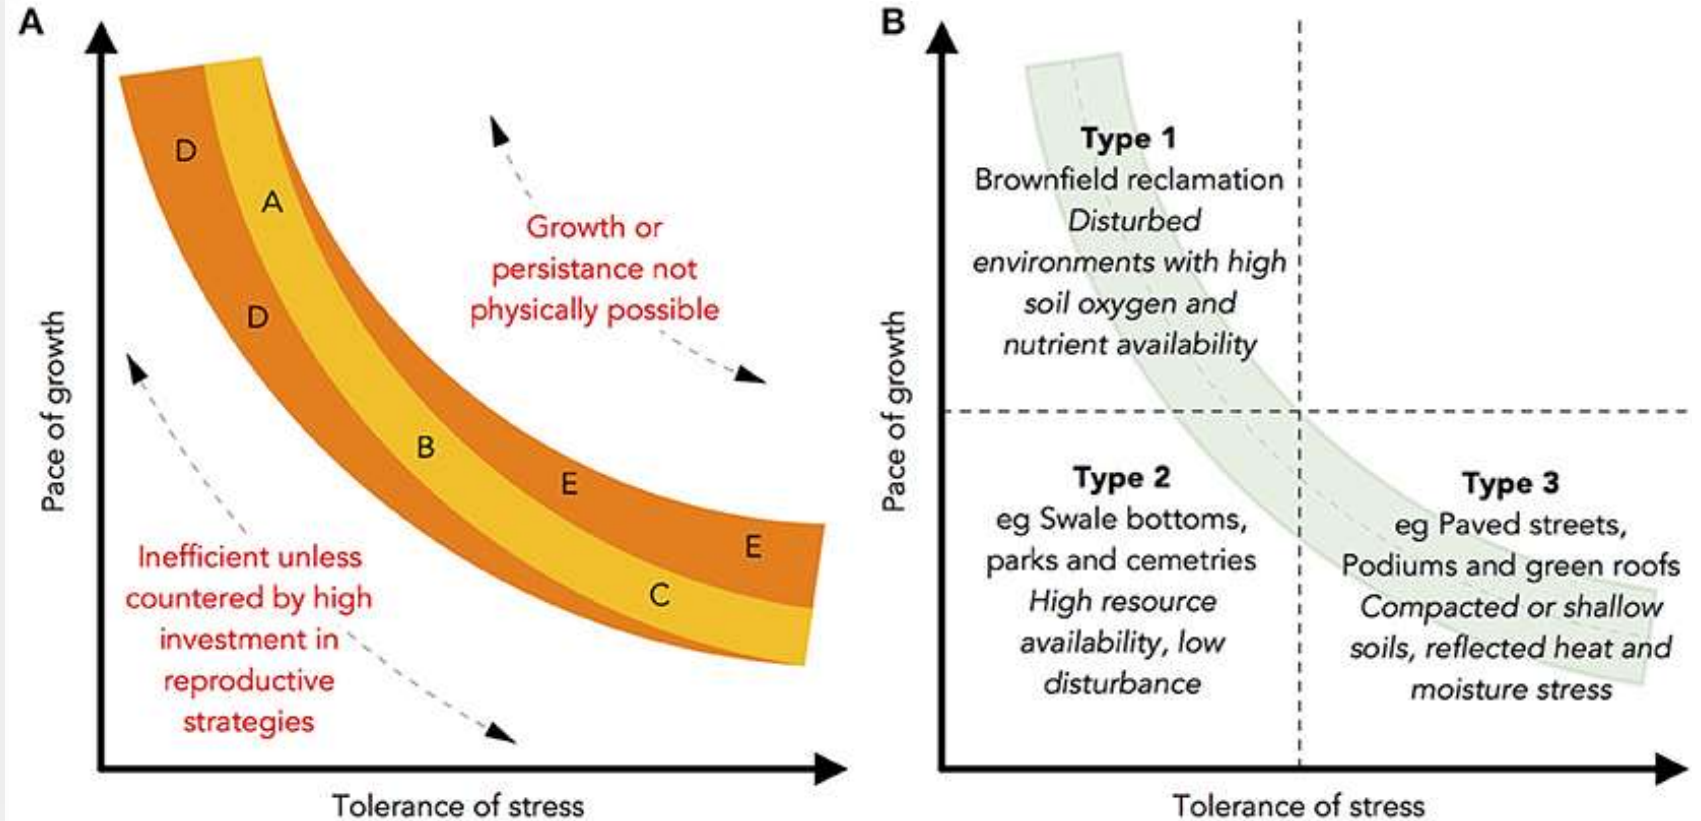 A
D
A
D
B
E
E
C
Growth or
persistance not
physically possible
Inefficient unless
countered by high
investment in
reproductive
strategies
Pace of growth
Tolerance of stress
B
Type 1
Brownfield reclamation
Disturbed
environments with high
soil oxygen and
nutrient availability
Type 2
eg Swale bottoms,
parks and cemetries
High resource
availability, low
disturbance
Type 3
eg Paved streets,
Podiums and green roofs
Compacted or shallow
soils, reflected heat and
moisture stress
Pace of growth
Tolerance of stress